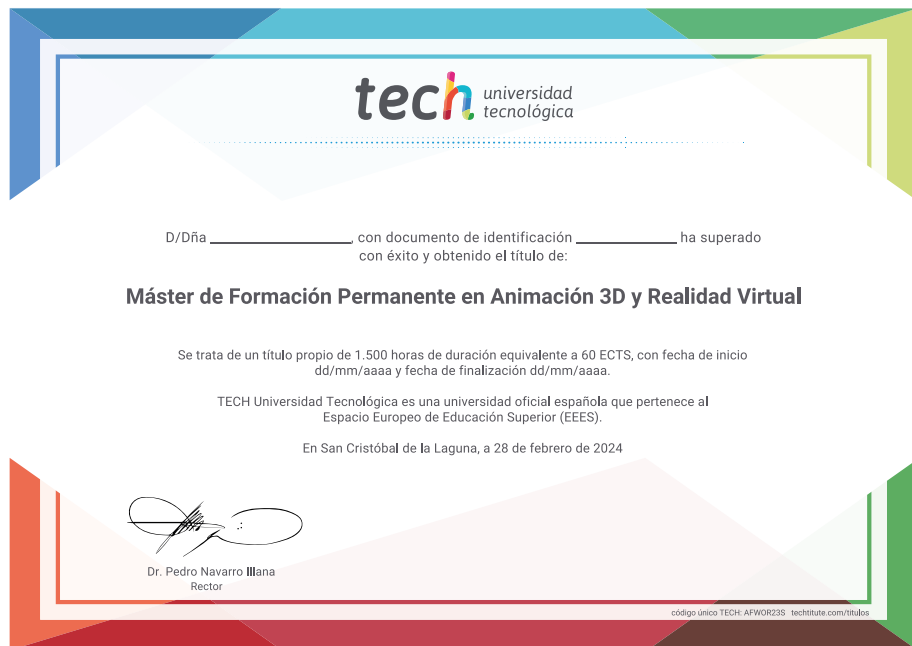 tech universidad
tecnológica
D/Dña ______________, con documento de identificación __________ ha superado
con éxito y obtenido el título de:
Máster de Formación Permanente en Animación 3D y Realidad Virtual
Se trata de un título propio de 1.500 horas de duración equivalente a 60 ECTS, con fecha de inicio
dd/mm/aaaa y fecha de finalización dd/mm/aaaa.
TECH Universidad Tecnológica es una universidad oficial española que pertenece al
Espacio Europeo de Educación Superior (EEES).
En San Cristóbal de la Laguna, a 28 de febrero de 2024
Dr. Pedro Navarro Illana
Rector
código único TECH: AFWOR23S techtitute.com/titulos